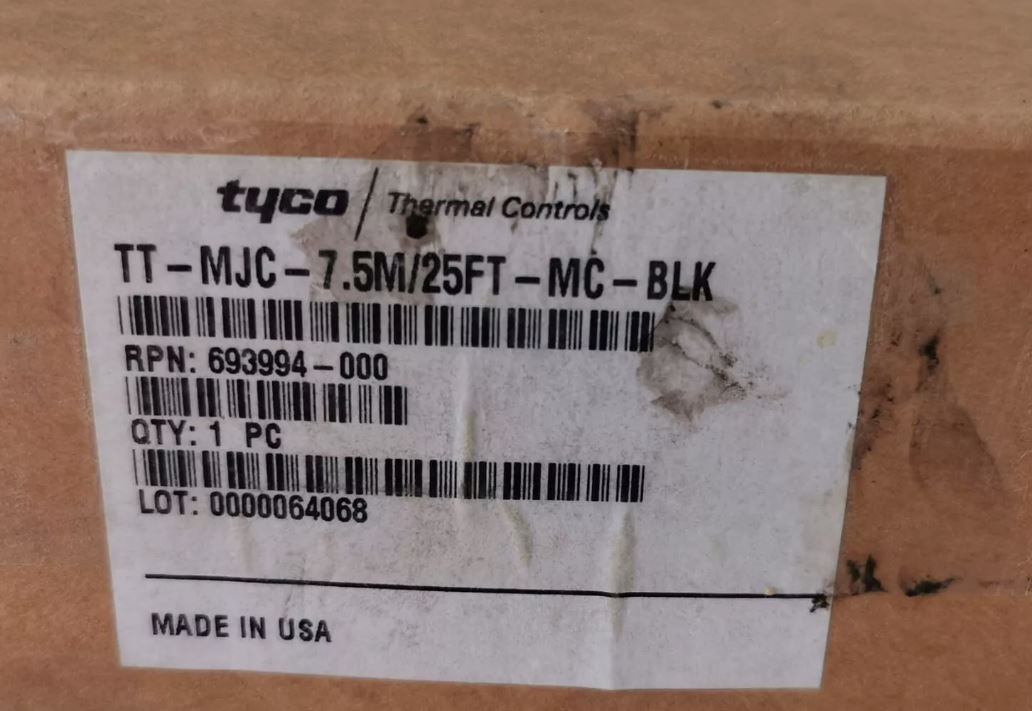 tyco / Thermal Controls
TT-MJC-7.5M/25FT-MC-BLK
RPN: 693994-000
QTY: 1 PC
LOT: 0000064068
MADE IN USA